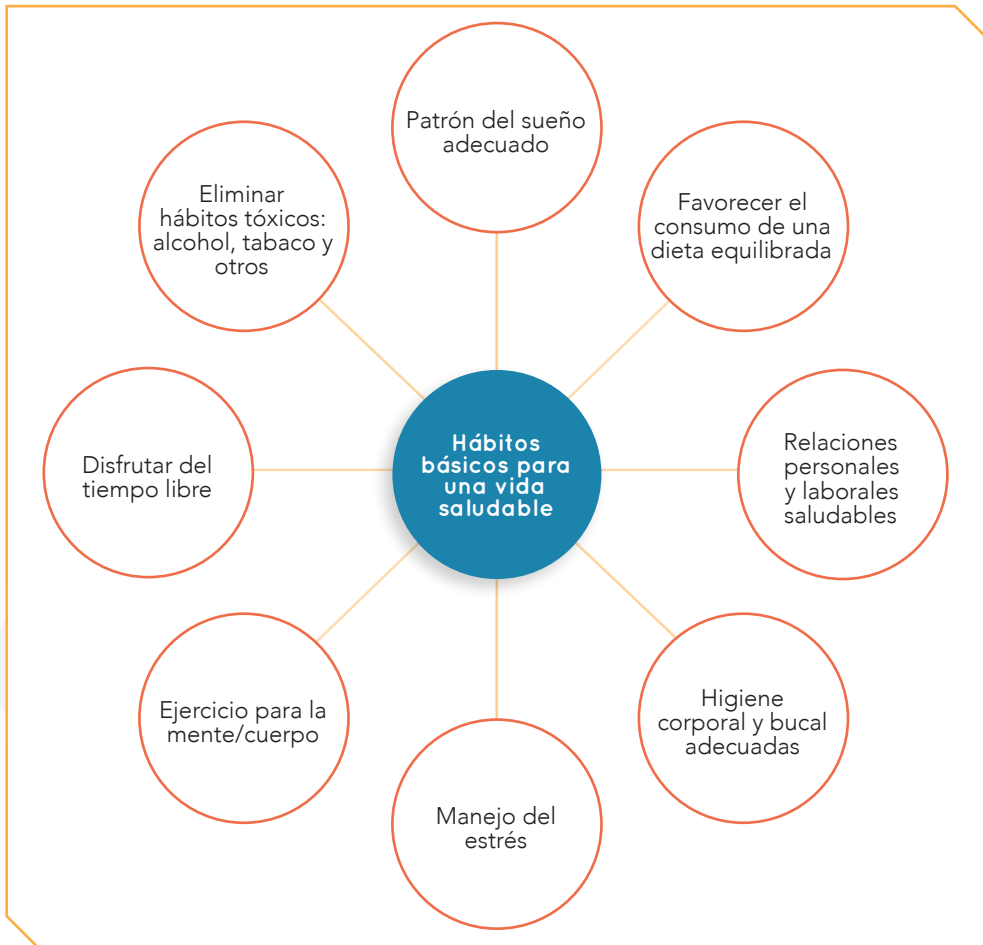 Patrón del sueño
adecuado
Favorecer el
consumo de una
dieta equilibrada
Relaciones
personales
y laborales
saludables
Higiene
corporal y bucal
adecuadas
Manejo del
estrés
Ejercicio para la
mente/cuerpo
Disfrutar del
tiempo libre
Eliminar
hábitos tóxicos:
alcohol, tabaco y
otros
Hábitos
básicos para
una vida
saludable